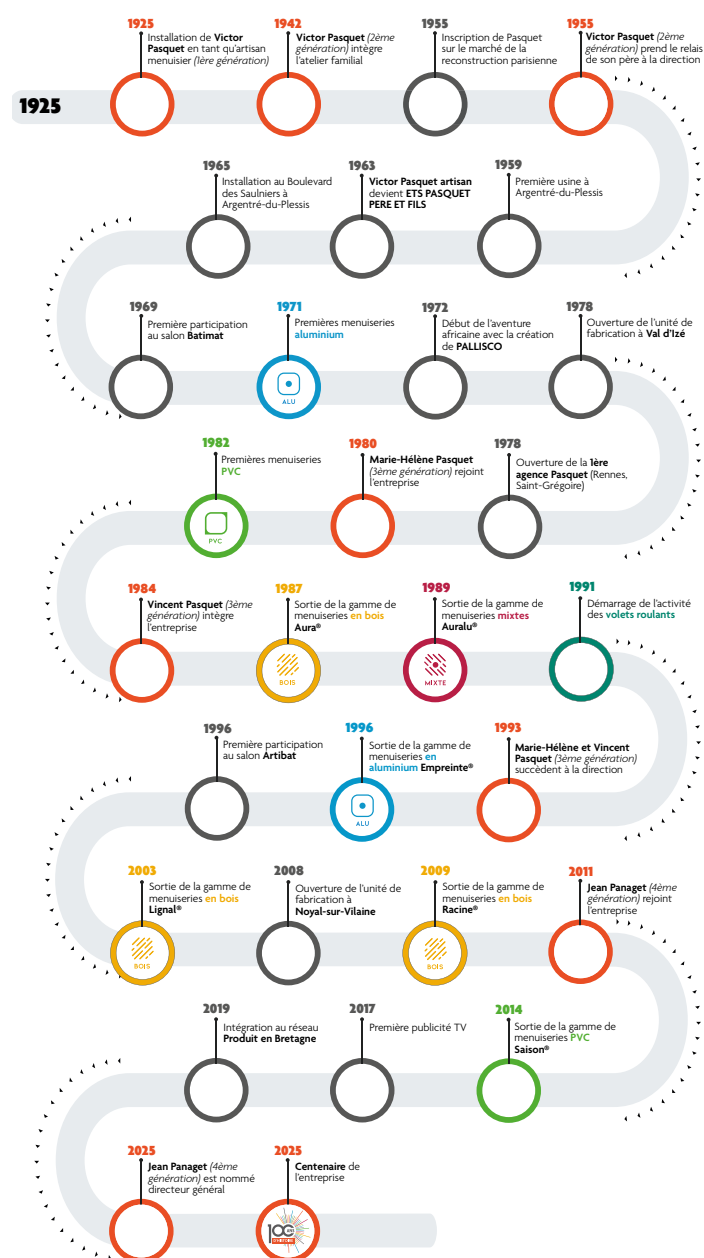 1925
1925
Installation de Victor
Pasquet en tant qu'artisan
menuisier (1ère génération)
1942
Victor Pasquet (2ème
génération) intègre
l'atelier familial
1955
Inscription de Pasquet
sur le marché de la
reconstruction parisienne
1955
Victor Pasquet (2ème
génération) prend le relais
de son père à la direction
1959
Première usine à
Argentré-du-Plessis
1963
Victor Pasquet artisan
devient ETS PASQUET
PERE ET FILS
1965
Installation au Boulevard
des Saulniers à
Argentré-du-Plessis
1969
Première participation
au salon Batimat
1971
Premières menuiseries
aluminium
ALU
1972
Début de l'aventure
africaine avec la création
de PALLISCO
1978
Ouverture de l'unité de
fabrication à Val d'Izé
1978
Ouverture de la 1ère
agence Pasquet (Rennes,
Saint-Grégoire)
1980
Marie-Hélène Pasquet
(3ème génération) rejoint
l'entreprise
1982
Premières menuiseries
PVC
PVC
1984
Vincent Pasquet (3ème
génération) intègre
l'entreprise
1987
Sortie de la gamme de
menuiseries en bois
Aura®
BOIS
1989
Sortie de la gamme de
menuiseries mixtes
Auralu®
MIXTE
1991
Démarrage de l'activité
des volets roulants
1993
Marie-Hélène et Vincent
Pasquet (3ème génération)
succèdent à la direction
1996
Sortie de la gamme de
menuiseries en
aluminium Empreinte®
ALU
1996
Première participation
au salon Artibat
2003
Sortie de la gamme de
menuiseries en bois
Lignal®
BOIS
2008
Ouverture de l'unité de
fabrication à
Noyal-sur-Vilaine
2009
Sortie de la gamme de
menuiseries en bois
Racine®
BOIS
2011
Jean Panaget (4ème
génération) rejoint
l'entreprise
2014
Sortie de la gamme de
menuiseries PVC
Saison®
2017
Première publicité TV
2019
Intégration au réseau
Produit en Bretagne
2025
Jean Panaget (4ème
génération) est nommé
directeur général
2025
Centenaire de
l'entreprise
100 ANS
D'HISTOIRE